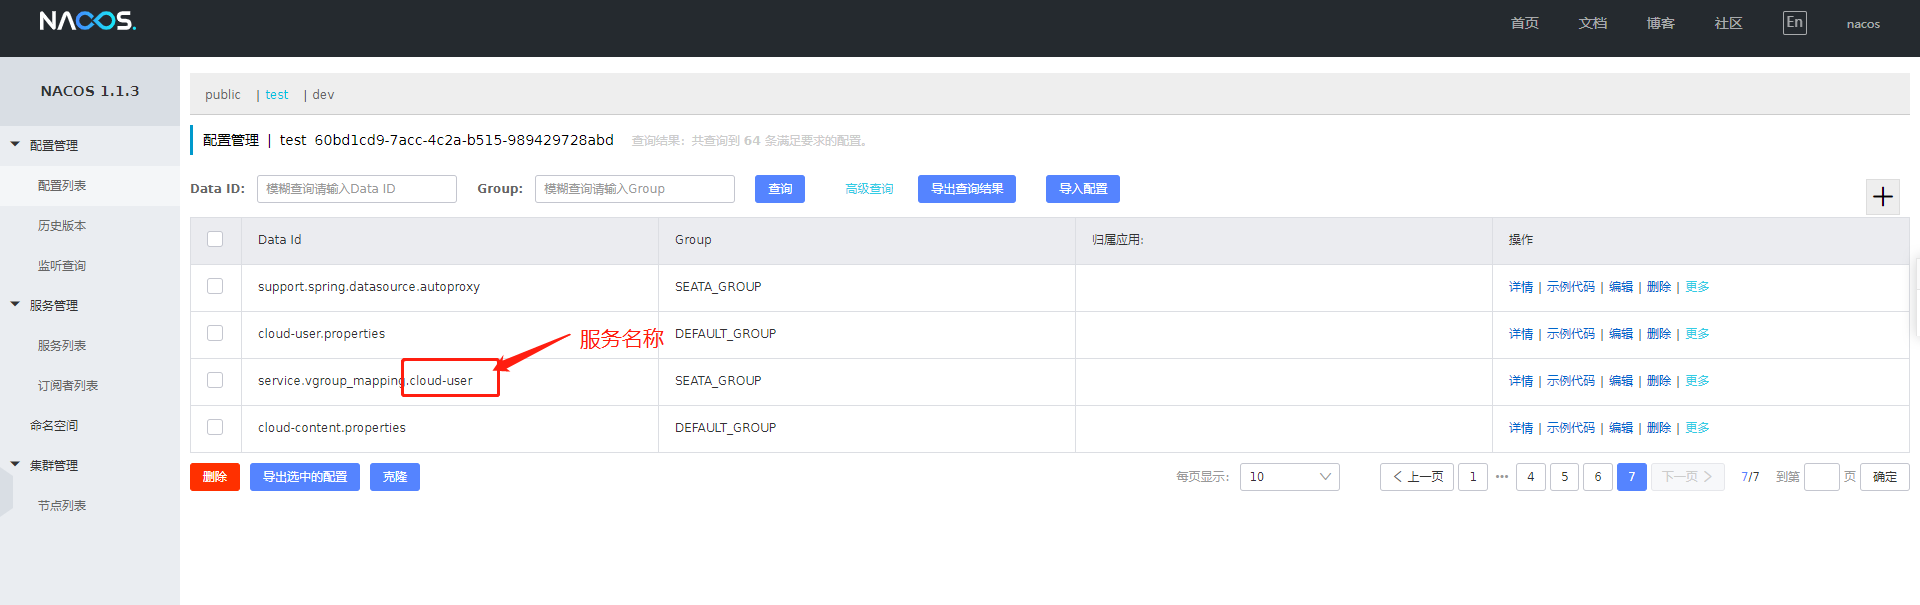 NACOS.
首页 文档 博客 社区 En nacos
NACOS 1.1.3
配置管理
配置列表
历史版本
监听查询
服务管理
服务列表
订阅者列表
命名空间
集群管理
节点列表
public | test | dev
配置管理 | test 60bd1cd9-7acc-4c2a-b515-989429728abd 查询结果：共查询到 64 条满足要求的配置。
Data ID: 模糊查询请输入Data ID Group: 模糊查询请输入Group 查询 高级查询 导出查询结果 导入配置
Data Id Group 归属应用: 操作
support.spring.datasource.autoproxy SEATA_GROUP 详情 | 示例代码 | 编辑 | 删除 | 更多
cloud-user.properties DEFAULT_GROUP 详情 | 示例代码 | 编辑 | 删除 | 更多
服务名称
service.vgroup_mapping.cloud-user SEATA_GROUP 详情 | 示例代码 | 编辑 | 删除 | 更多
cloud-content.properties DEFAULT_GROUP 详情 | 示例代码 | 编辑 | 删除 | 更多
删除 导出选中的配置 克隆 每页显示: 10 上一页 1 ••• 4 5 6 7 下一页 7/7 到第 页 确定